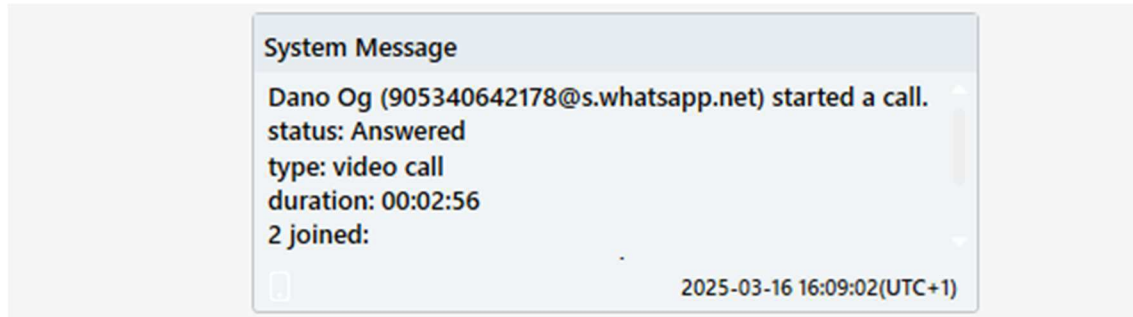 System Message
Dano Og (905340642178@s.whatsapp.net) started a call.
status: Answered
type: video call
duration: 00:02:56
2 joined:
2025-03-16 16:09:02(UTC+1)